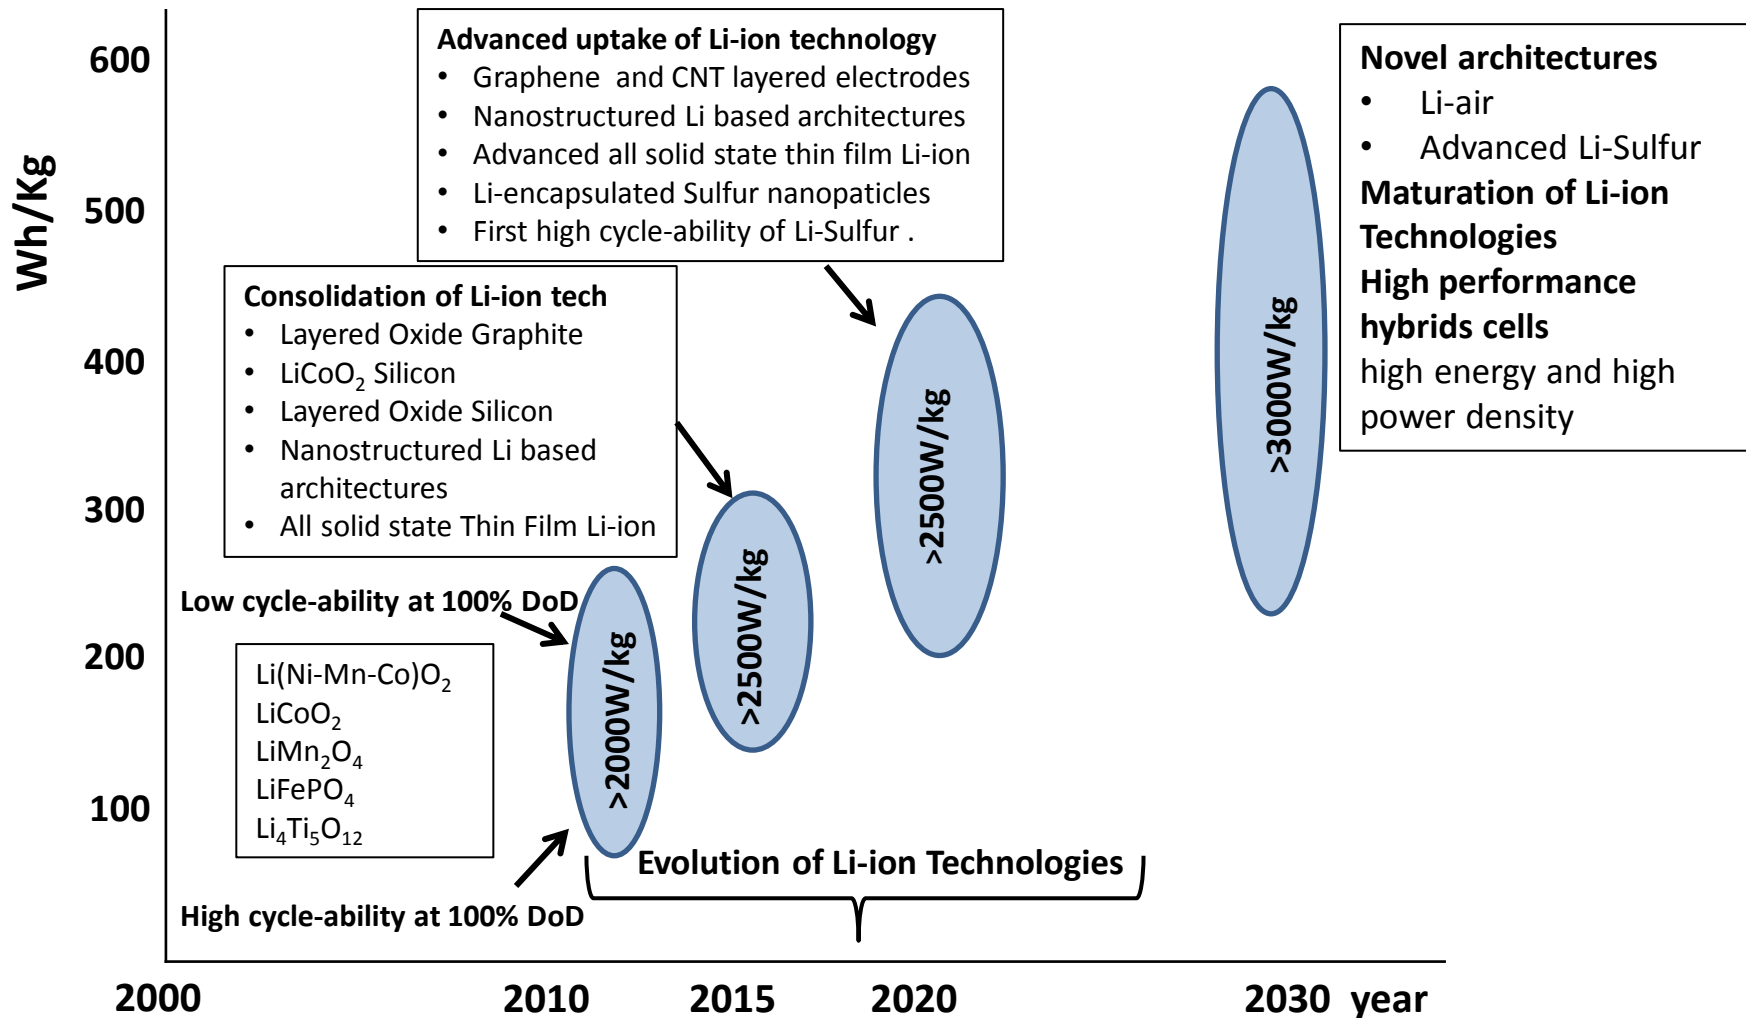 Wh/Kg
600
500
400
300
200
100
Advanced uptake of Li-ion technology
• Graphene and CNT layered electrodes
• Nanostructured Li based architectures
• Advanced all solid state thin film Li-ion
• Li-encapsulated Sulfur nanopaticles
• First high cycle-ability of Li-Sulfur .
Consolidation of Li-ion tech
• Layered Oxide Graphite
• LiCoO₂ Silicon
• Layered Oxide Silicon
• Nanostructured Li based
architectures
• All solid state Thin Film Li-ion
Low cycle-ability at 100% DoD
Li(Ni-Mn-Co)O₂
LiCoO₂
LiMn₂O₄
LiFePO₄
Li₄Ti₅O₁₂
High cycle-ability at 100% DoD
>2000W/kg
>2500W/kg
>2500W/kg
>3000W/kg
Novel architectures
• Li-air
• Advanced Li-Sulfur
Maturation of Li-ion
Technologies
High performance
hybrids cells
high energy and high
power density
Evolution of Li-ion Technologies
2000
2010
2015
2020
2030 year